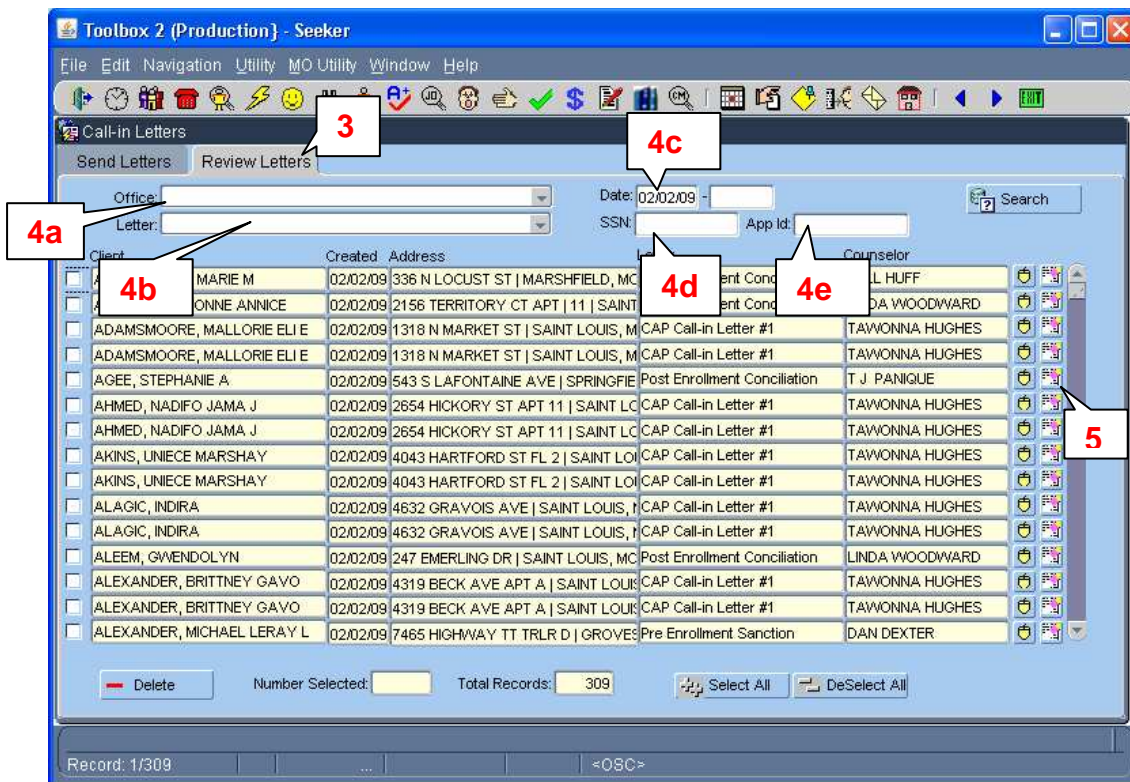 Toolbox 2 (Production} - Seeker
File Edit Navigation Utility MO Utility Window Help
EXIT
Call-in Letters
3
Send Letters Review Letters
4c
Office: Date: 02/02/09 - Search
4a
Letter: SSN: App Id:
Client Created Address Counselor
4b 4d 4e
MARIE M 02/02/09 336 N LOCUST ST | MARSHFIELD, MC HUFF
ANNICE 02/02/09 2156 TERRITORY CT APT | 11 | SAINT WOODWARD
ADAMSMOORE, MALLORIE ELI E 02/02/09 1318 N MARKET ST | SAINT LOUIS, M CAP Call-in Letter #1 TAWONNA HUGHES
ADAMSMOORE, MALLORIE ELI E 02/02/09 1318 N MARKET ST | SAINT LOUIS, M CAP Call-in Letter #1 TAWONNA HUGHES
AGEE, STEPHANIE A 02/02/09 543 S LAFONTAINE AVE | SPRINGFIE Post Enrollment Conciliation T J PANIQUE
AHMED, NADIFO JAMA J 02/02/09 2654 HICKORY ST APT 11 | SAINT LO CAP Call-in Letter #1 TAWONNA HUGHES
5
AHMED, NADIFO JAMA J 02/02/09 2654 HICKORY ST APT 11 | SAINT LO CAP Call-in Letter #1 TAWONNA HUGHES
AKINS, UNIECE MARSHAY 02/02/09 4043 HARTFORD ST FL 2 | SAINT LOI CAP Call-in Letter #1 TAWONNA HUGHES
AKINS, UNIECE MARSHAY 02/02/09 4043 HARTFORD ST FL 2 | SAINT LOI CAP Call-in Letter #1 TAWONNA HUGHES
ALAGIC, INDIRA 02/02/09 4632 GRAVOIS AVE | SAINT LOUIS, CAP Call-in Letter #1 TAWONNA HUGHES
ALAGIC, INDIRA 02/02/09 4632 GRAVOIS AVE | SAINT LOUIS, CAP Call-in Letter #1 TAWONNA HUGHES
ALEEM, GWENDOLYN 02/02/09 247 EMERLING DR | SAINT LOUIS, MC Post Enrollment Conciliation LINDA WOODWARD
ALEXANDER, BRITTNEY GAVO 02/02/09 4319 BECK AVE APT A | SAINT LOUIS CAP Call-in Letter #1 TAWONNA HUGHES
ALEXANDER, BRITTNEY GAVO 02/02/09 4319 BECK AVE APT A | SAINT LOUIS CAP Call-in Letter #1 TAWONNA HUGHES
ALEXANDER, MICHAEL LERAY L 02/02/09 7465 HIGHWAY TT TRLR D | GROVES Pre Enrollment Sanction DAN DEXTER
Delete Number Selected: Total Records: 309 Select All DeSelect All
Record: 1/309 ... <OSC>